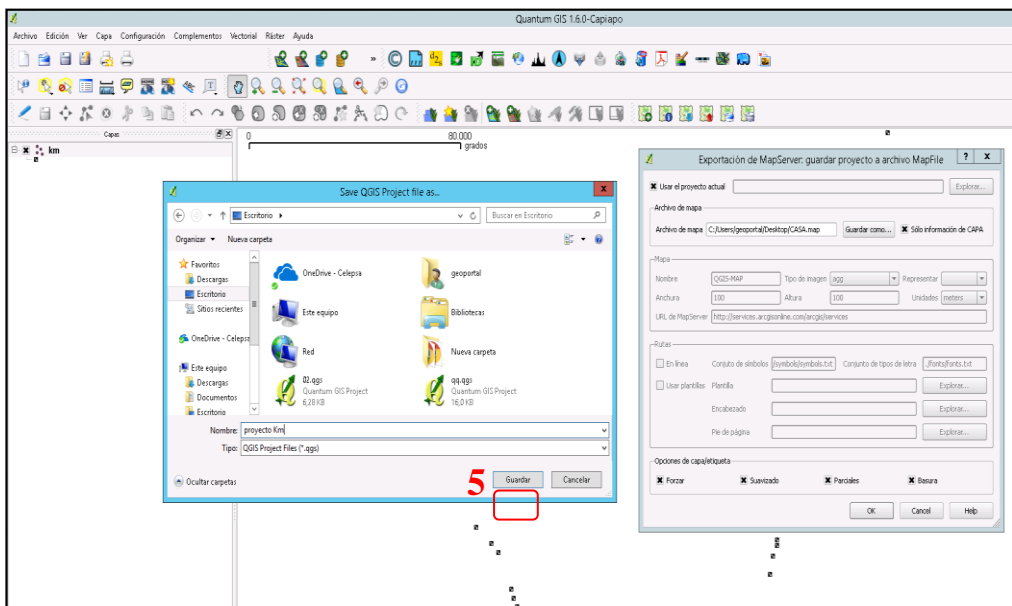 Quantum GIS 1.6.0-Capiapo
Archivo Edición Ver Capa Configuración Complementos Vectorial Ráster Ayuda
Capas
km
0 80.000
grados
Save QGIS Project file as...
Escritorio
Buscar en Escritorio
Organizar Nueva carpeta
Favoritos
Descargas
Escritorio
Sitios recientes
OneDrive - Celepsa
Este equipo
Descargas
Documentos
Escritorio
OneDrive - Celepsa
geoportal
Este equipo
Bibliotecas
Red
Nueva carpeta
02.qgs
Quantum GIS Project
6,28 KB
qq.qgs
Quantum GIS Project
16,0 KB
Nombre: proyecto Km
Tipo: QGIS Project Files (*.qgs)
Ocultar carpetas
5
Guardar Cancelar
Exportación de MapServer: guardar proyecto a archivo MapFile ? x
Usar el proyecto actual Explorar...
Archivo de mapa
Archivo de mapa C:/Users/geoportal/Desktop/CASA.map Guardar como... Sólo información de CAPA
Mapa
Nombre QGIS-MAP Tipo de imagen agg Representar
Anchura 100 Altura 100 Unidades meters
URL de MapServer http://services.arcgisonline.com/arcgis/services
Rutas
En línea Conjuto de símbolos /symbols/symbols.txt Conjunto de tipos de letra ./fonts/fonts.txt
Usar plantillas Plantilla Explorar...
Encabezado Explorar...
Pie de página Explorar...
Opciones de capa/etiqueta
Forzar Suavizado Parciales Basura
OK Cancel Help